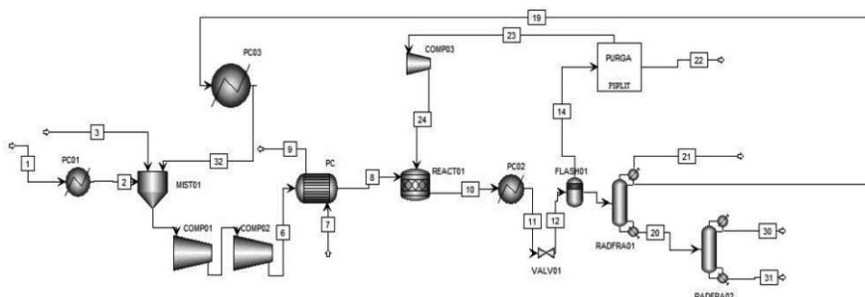 19
23
PC03
COMP03
PURGA
FSPLIT
22
14
24
3
32
9
21
1
PC01
2
MIST01
PC
8
REACT01
PC02
FLASH01
10
COMP01
COMP02
6
7
11
12
VALV01
RADFRA01
20
30
31
RADFRA02